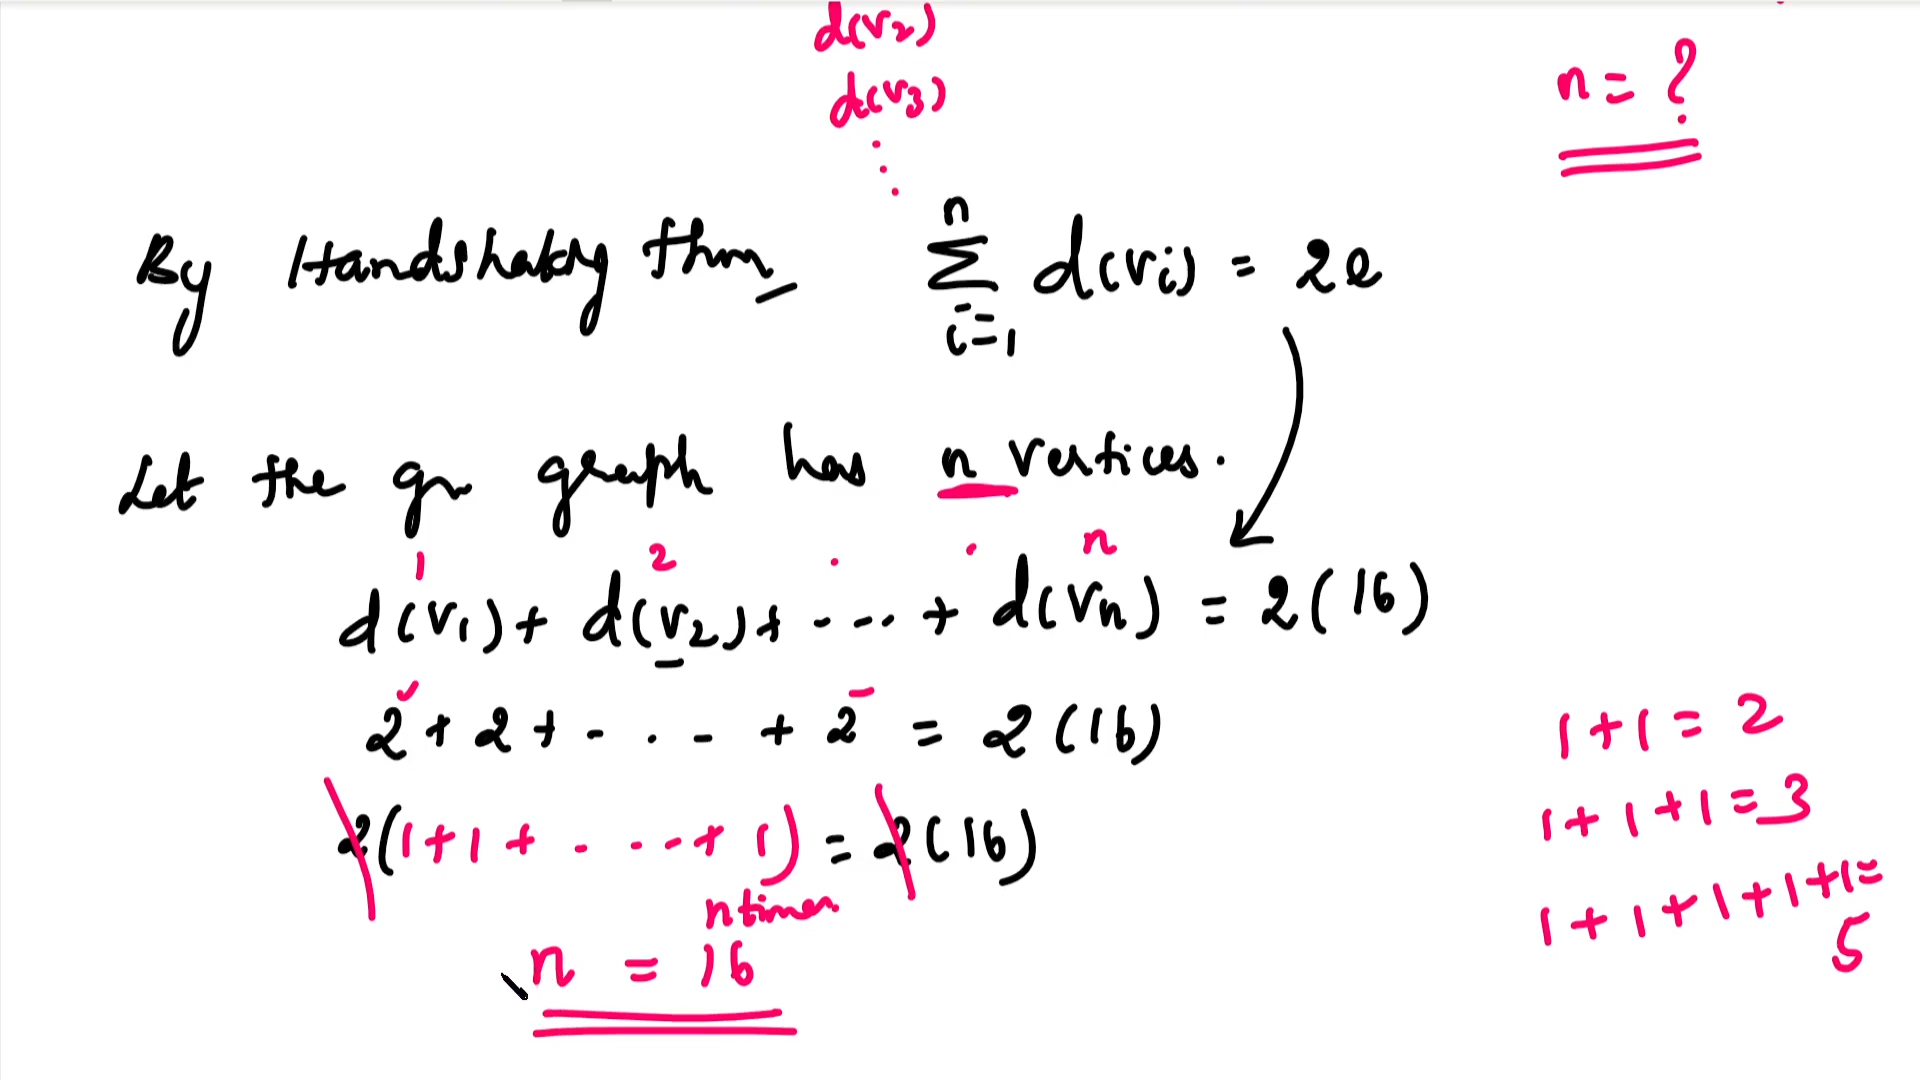 d(v2)
d(v3)
n = ?
By Handshaking thm, n Σ i=1 d(vi) = 2e
Let the gn graph has n vertices.
1 2 . . n
d(v1) + d(v2) + - - .. + d(vn) = 2(16)
2 + 2 + - . - + 2 = 2(16)
2(1+1+ . . - . + 1) = 2(16)
n times
n = 16
1+1 = 2
1+1+1=3
1+1+1+1+1=
5